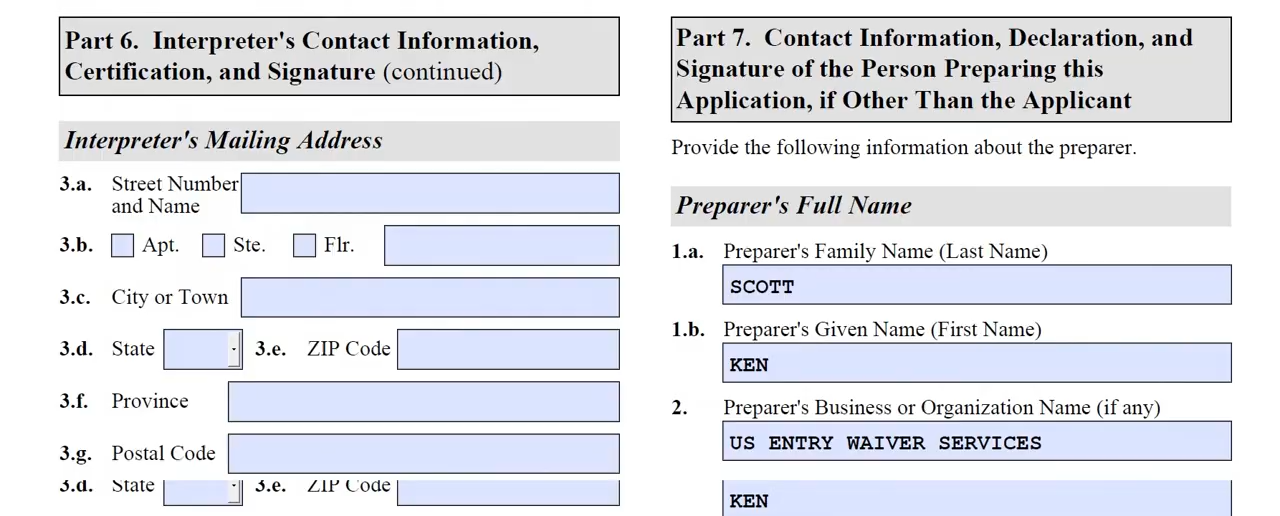 Part 6. Interpreter's Contact Information,
Certification, and Signature (continued)
Interpreter's Mailing Address
3.a. Street Number
and Name
3.b. Apt. Ste. Flr.
3.c. City or Town
3.d. State 3.e. ZIP Code
3.f. Province
3.g. Postal Code
3.d. State 3.e. ZIP Code
Part 7. Contact Information, Declaration, and
Signature of the Person Preparing this
Application, if Other Than the Applicant
Provide the following information about the preparer.
Preparer's Full Name
1.a. Preparer's Family Name (Last Name)
SCOTT
1.b. Preparer's Given Name (First Name)
KEN
2. Preparer's Business or Organization Name (if any)
US ENTRY WAIVER SERVICES
KEN